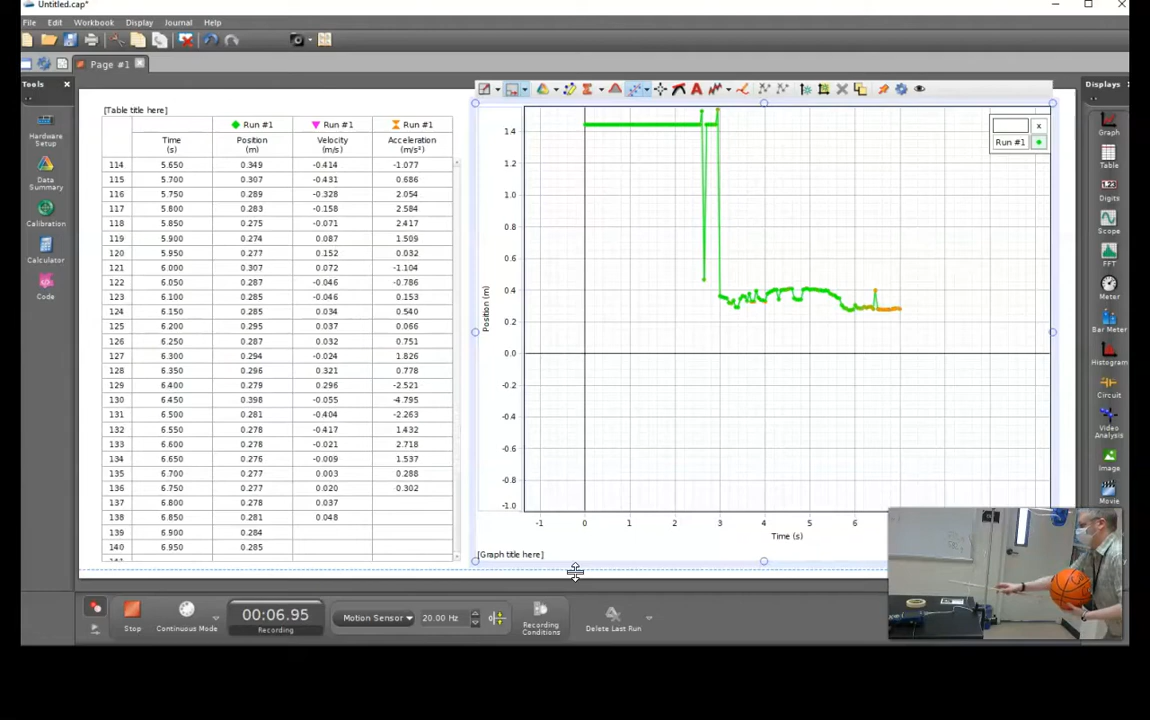 Untitled.cap*
File Edit Workbook Display Journal Help
Page #1
Tools
Hardware Setup
Data Summary
Calibration
Calculator
Code
[Table title here]
Run #1 Run #1 Run #1
Time (s) Position (m) Velocity (m/s) Acceleration (m/s²)
114 5.650 0.349 -0.414 -1.077
115 5.700 0.307 -0.431 0.686
116 5.750 0.289 -0.328 2.054
117 5.800 0.283 -0.158 2.584
118 5.850 0.275 -0.071 2.417
119 5.900 0.274 0.087 1.509
120 5.950 0.277 0.152 0.032
121 6.000 0.307 0.072 -1.104
122 6.050 0.287 -0.046 -0.786
123 6.100 0.285 -0.046 0.153
124 6.150 0.285 0.034 0.540
125 6.200 0.295 0.037 0.066
126 6.250 0.287 0.032 0.751
127 6.300 0.294 -0.024 1.826
128 6.350 0.296 0.321 0.778
129 6.400 0.279 0.296 -2.521
130 6.450 0.398 -0.055 -4.795
131 6.500 0.281 -0.404 -2.263
132 6.550 0.278 -0.417 1.432
133 6.600 0.278 -0.021 2.718
134 6.650 0.276 -0.009 1.537
135 6.700 0.277 0.003 0.288
136 6.750 0.277 0.020 0.302
137 6.800 0.278 0.037
138 6.850 0.281 0.048
139 6.900 0.284
140 6.950 0.285
x
Run #1
1.4
1.2
1.0
0.8
0.6
0.4
0.2
0.0
-0.2
-0.4
-0.6
-0.8
-1.0
Position (m)
-1 0 1 2 3 4 5 6
Time (s)
[Graph title here]
Displays
Graph
Table
1.23
Digits
Scope
FFT
Meter
Bar Meter
Histogram
Circuit
Video Analysis
Image
Movie
Stop
Continuous Mode
00:06.95
Recording
Motion Sensor
20.00 Hz
Recording Conditions
Delete Last Run